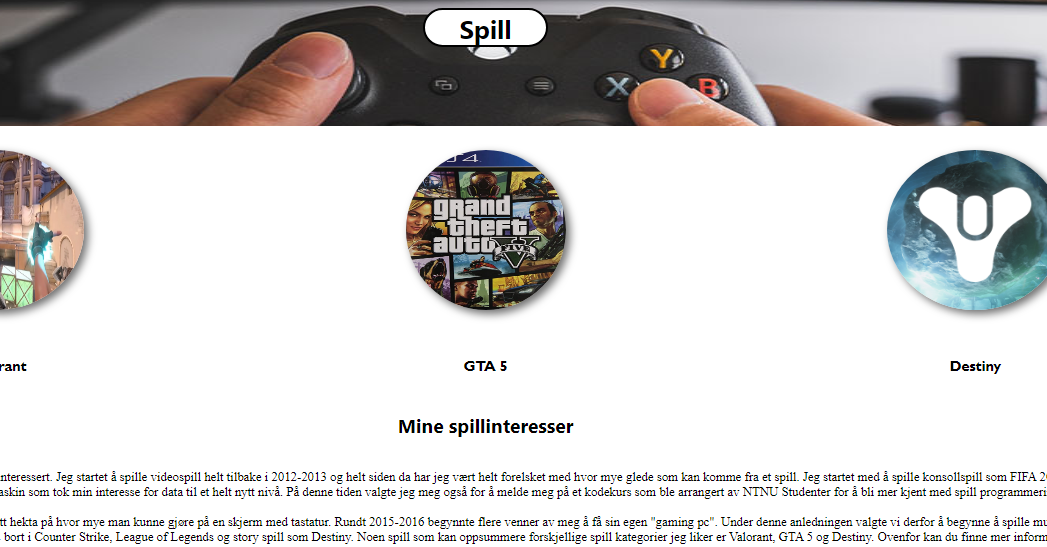 Spill
Y
X B
4
grand
theft
auto
FIVE
rant GTA 5 Destiny
Mine spillinteresser
nteressert. Jeg startet å spille videospill helt tilbake i 2012-2013 og helt siden da har jeg vært helt forelsket med hvor mye glede som kan komme fra et spill. Jeg startet med å spille konsollspill som FIFA 20
askin som tok min interesse for data til et helt nytt nivå. På denne tiden valgte jeg meg også for å melde meg på et kodekurs som ble arrangert av NTNU Studenter for å bli mer kjent med spill programmeri
tt hekta på hvor mye man kunne gjøre på en skjerm med tastatur. Rundt 2015-2016 begynnte flere venner av meg å få sin egen "gaming pc". Under denne anledningen valgte vi derfor å begynne å spille mu
bort i Counter Strike, League of Legends og story spill som Destiny. Noen spill som kan oppsummere forskjellige spill kategorier jeg liker er Valorant, GTA 5 og Destiny. Ovenfor kan du finne mer inform